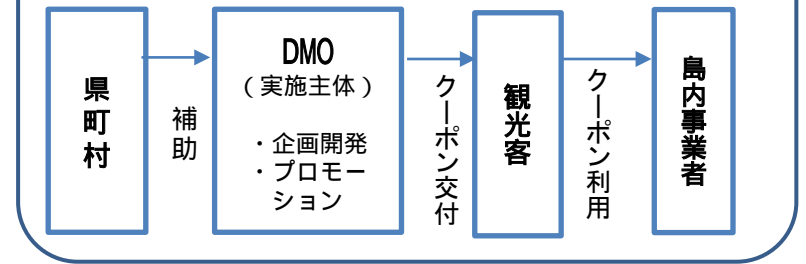 県町村
補助
DMO
(実施主体)
・企画開発
・プロモー
ション
クーポン交付
観光客
クーポン利用
島内事業者